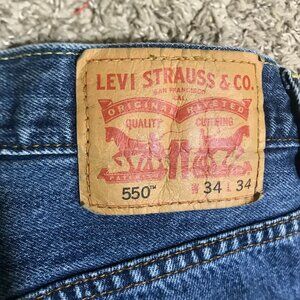 LEVI STRAUSS & CO.
SAN FRANCISCO
CAL.
ORIGINAL RIVETED
QUALITY CLOTHING
550™ W 34 L 34